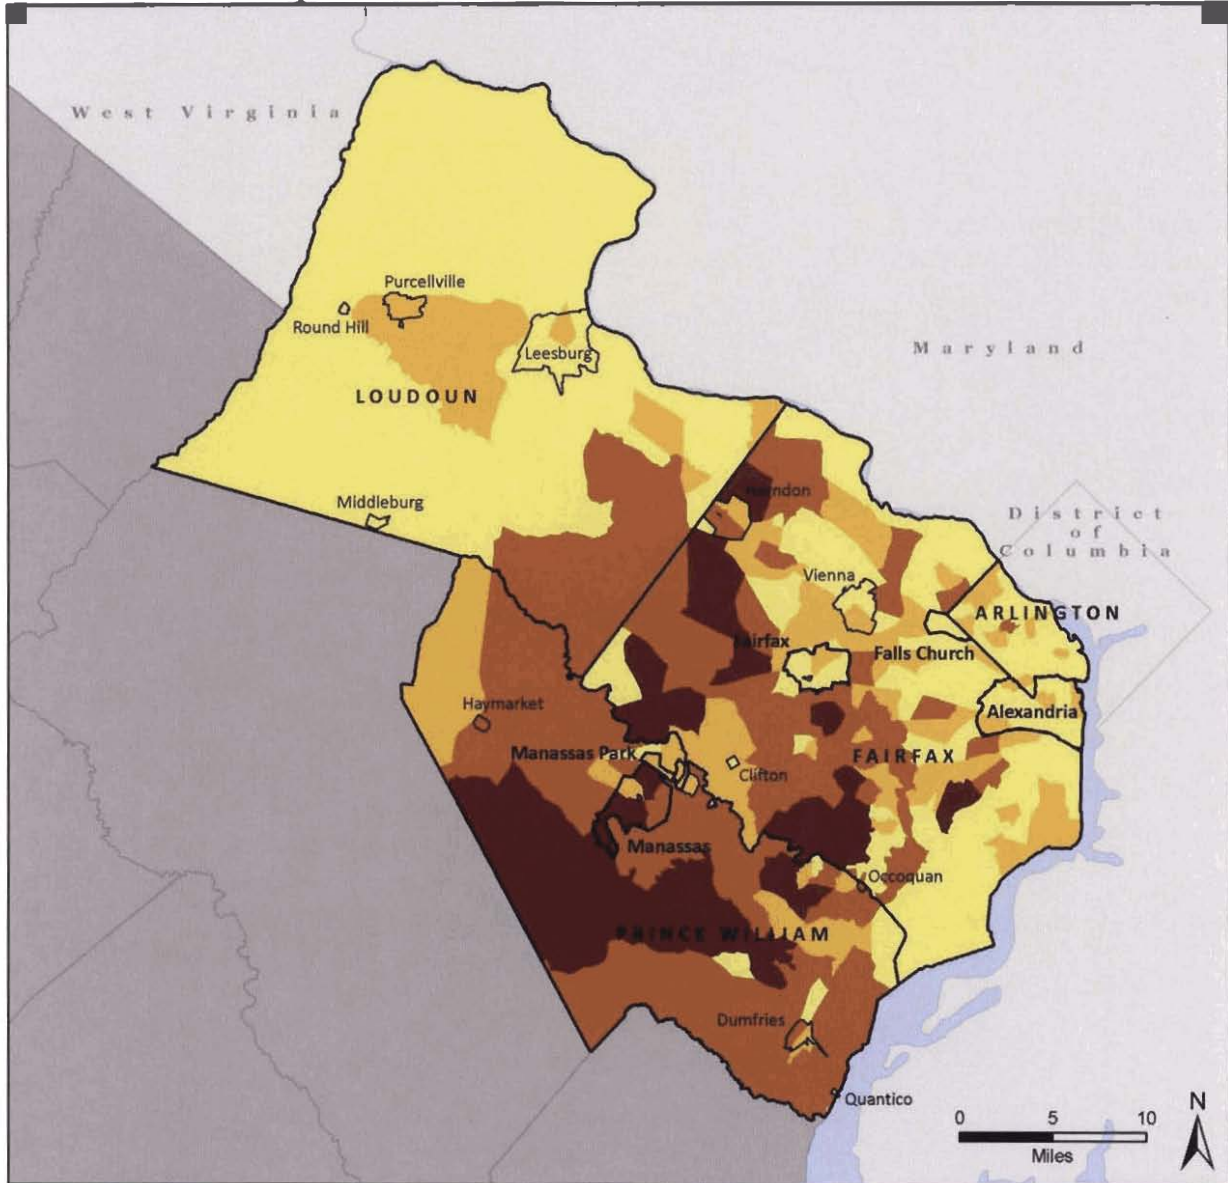 West Virginia
Purcellville
Round Hill
Leesburg
Maryland
LOUDOUN
Middleburg
Herndon
District
of
Columbia
Vienna
ARLINGTON
Fairfax
Falls Church
Haymarket
Alexandria
Manassas Park
FAIRFAX
Clifton
Manassas
Occoquan
PRINCE WILLIAM
Dumfries
Quantico
0 5 10
Miles
N